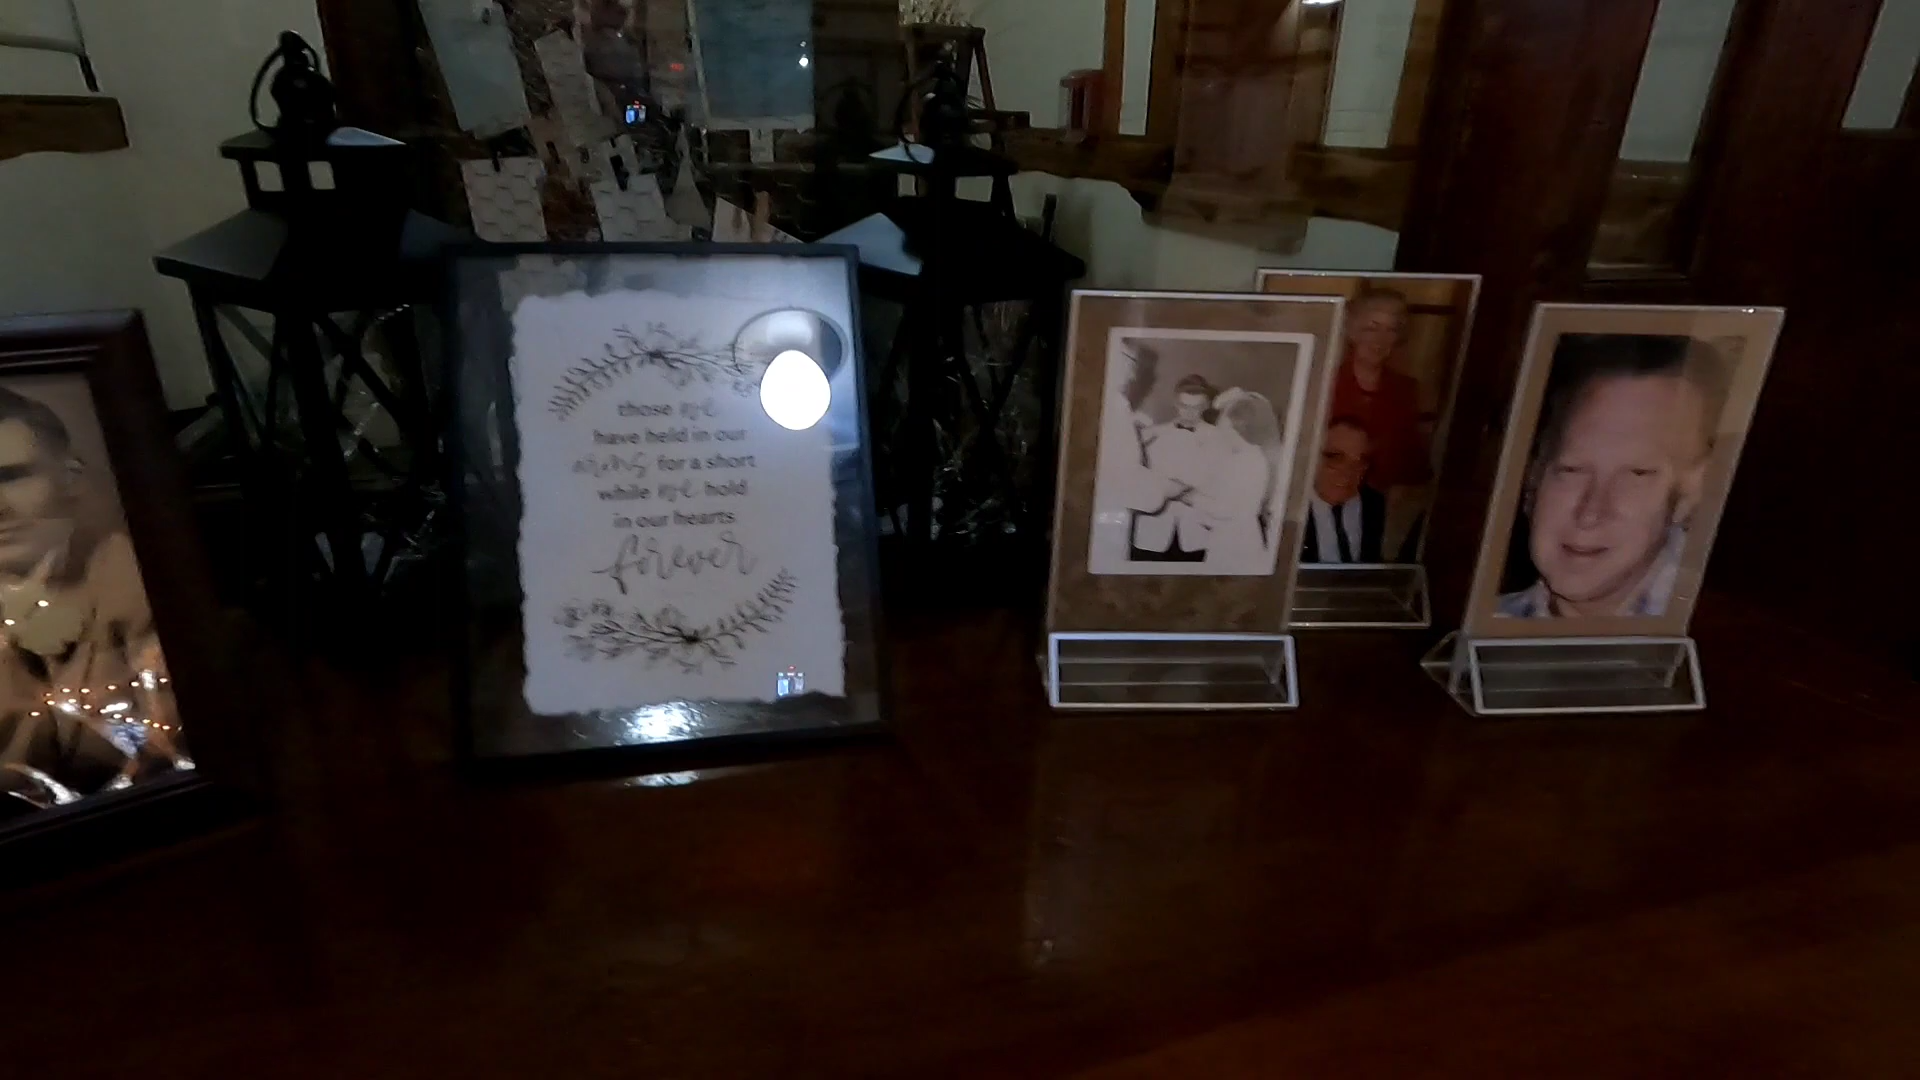 those we
have held in our
arms for a short
while we hold
in our hearts
forever